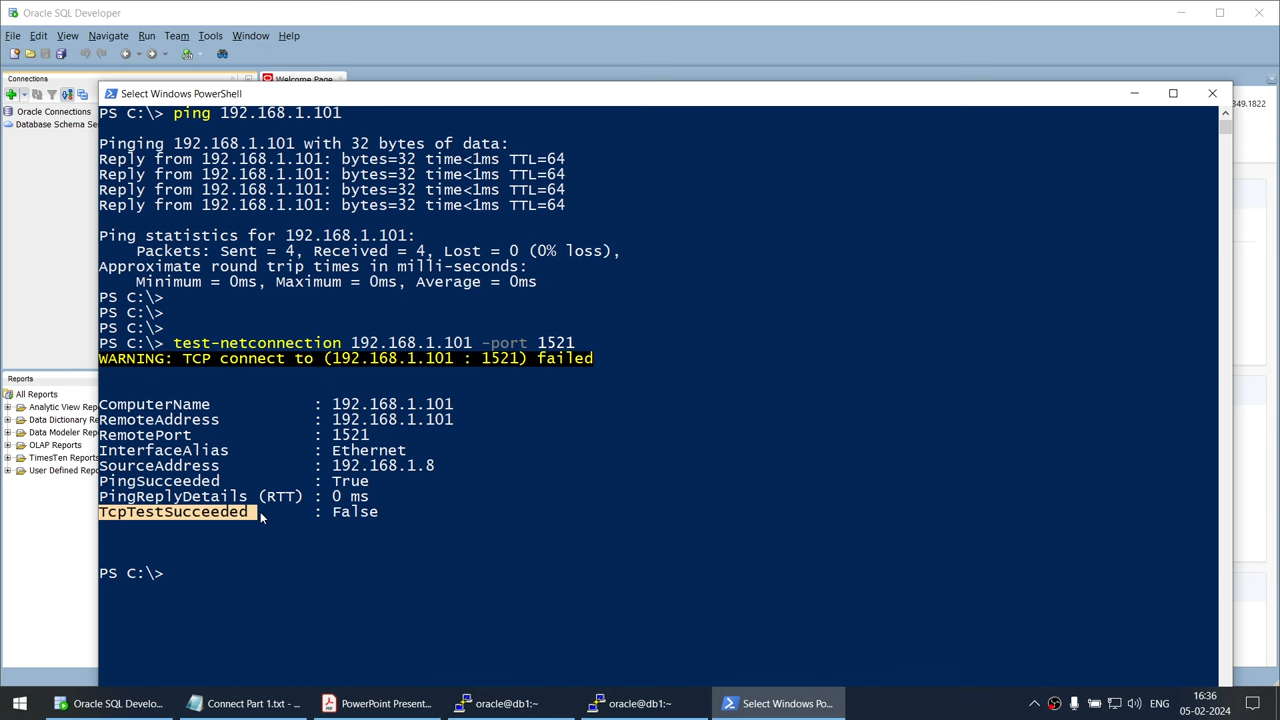 Oracle SQL Developer
File Edit View Navigate Run Team Tools Window Help
Connections
Welcome Page
Oracle Connections
Database Schema Se
349.1822
Select Windows PowerShell
PS C:\> ping 192.168.1.101
Pinging 192.168.1.101 with 32 bytes of data:
Reply from 192.168.1.101: bytes=32 time<1ms TTL=64
Reply from 192.168.1.101: bytes=32 time<1ms TTL=64
Reply from 192.168.1.101: bytes=32 time<1ms TTL=64
Reply from 192.168.1.101: bytes=32 time<1ms TTL=64
Ping statistics for 192.168.1.101:
Packets: Sent = 4, Received = 4, Lost = 0 (0% loss),
Approximate round trip times in milli-seconds:
Minimum = 0ms, Maximum = 0ms, Average = 0ms
PS C:\>
PS C:\>
PS C:\>
PS C:\> test-netconnection 192.168.1.101 -port 1521
WARNING: TCP connect to (192.168.1.101 : 1521) failed
ComputerName : 192.168.1.101
RemoteAddress : 192.168.1.101
RemotePort : 1521
InterfaceAlias : Ethernet
SourceAddress : 192.168.1.8
PingSucceeded : True
PingReplyDetails (RTT) : 0 ms
TcpTestSucceeded : False
PS C:\>
Reports
All Reports
Analytic View Rep
Data Dictionary Re
Data Modeler Rep
OLAP Reports
TimesTen Reports
User Defined Repo
Oracle SQL Develo...
Connect Part 1.txt - ...
PowerPoint Present...
oracle@db1:~
oracle@db1:~
Select Windows Po...
ENG
16:36
05-02-2024